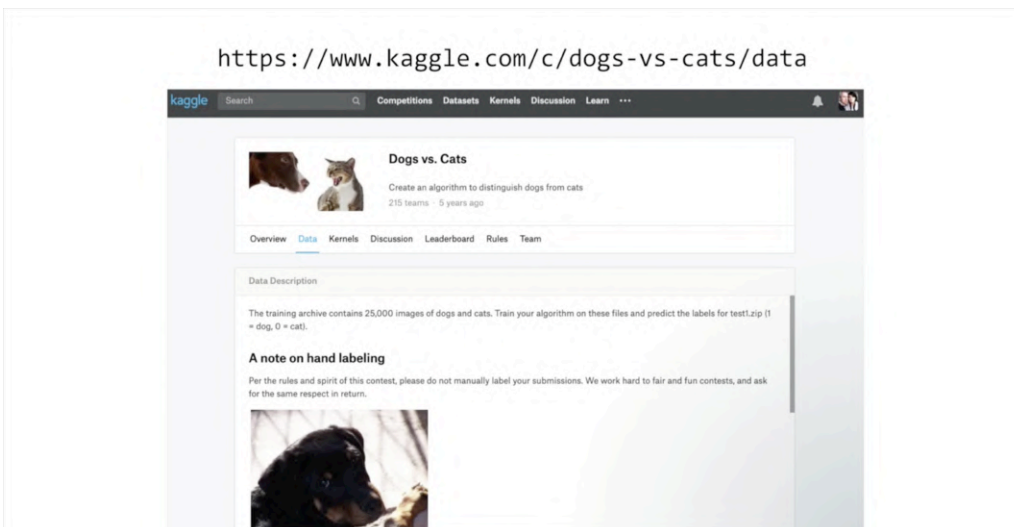 https://www.kaggle.com/c/dogs-vs-cats/data
kaggle Search Competitions Datasets Kernels Discussion Learn •••
Dogs vs. Cats
Create an algorithm to distinguish dogs from cats
215 teams · 5 years ago
Overview Data Kernels Discussion Leaderboard Rules Team
Data Description
The training archive contains 25,000 images of dogs and cats. Train your algorithm on these files and predict the labels for test1.zip (1
= dog, 0 = cat).
A note on hand labeling
Per the rules and spirit of this contest, please do not manually label your submissions. We work hard to fair and fun contests, and ask
for the same respect in return.